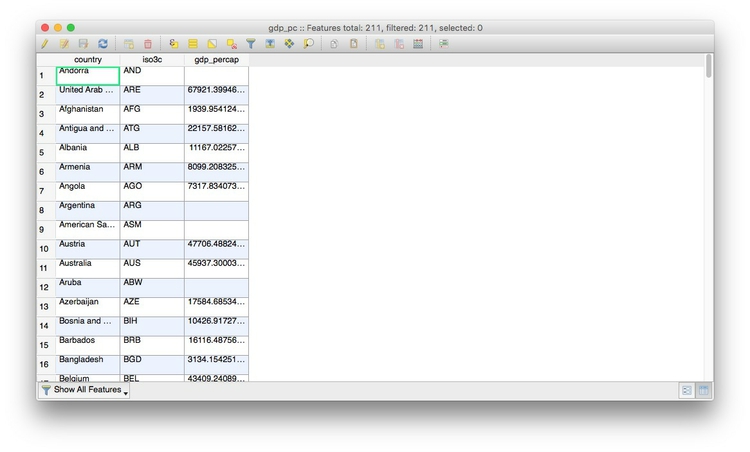 gdp_pc :: Features total: 211, filtered: 211, selected: 0
country iso3c gdp_percap
1 Andorra AND
2 United Arab ... ARE 67921.39946...
3 Afghanistan AFG 1939.954124...
4 Antigua and ... ATG 22157.58162...
5 Albania ALB 11167.02257...
6 Armenia ARM 8099.208325...
7 Angola AGO 7317.834073...
8 Argentina ARG
9 American Sa... ASM
10 Austria AUT 47706.48824...
11 Australia AUS 45937.30003...
12 Aruba ABW
13 Azerbaijan AZE 17584.68534...
14 Bosnia and ... BIH 10426.91727...
15 Barbados BRB 16116.48756...
16 Bangladesh BGD 3134.154251...
Belgium BEL 43409.24089...
Show All Features